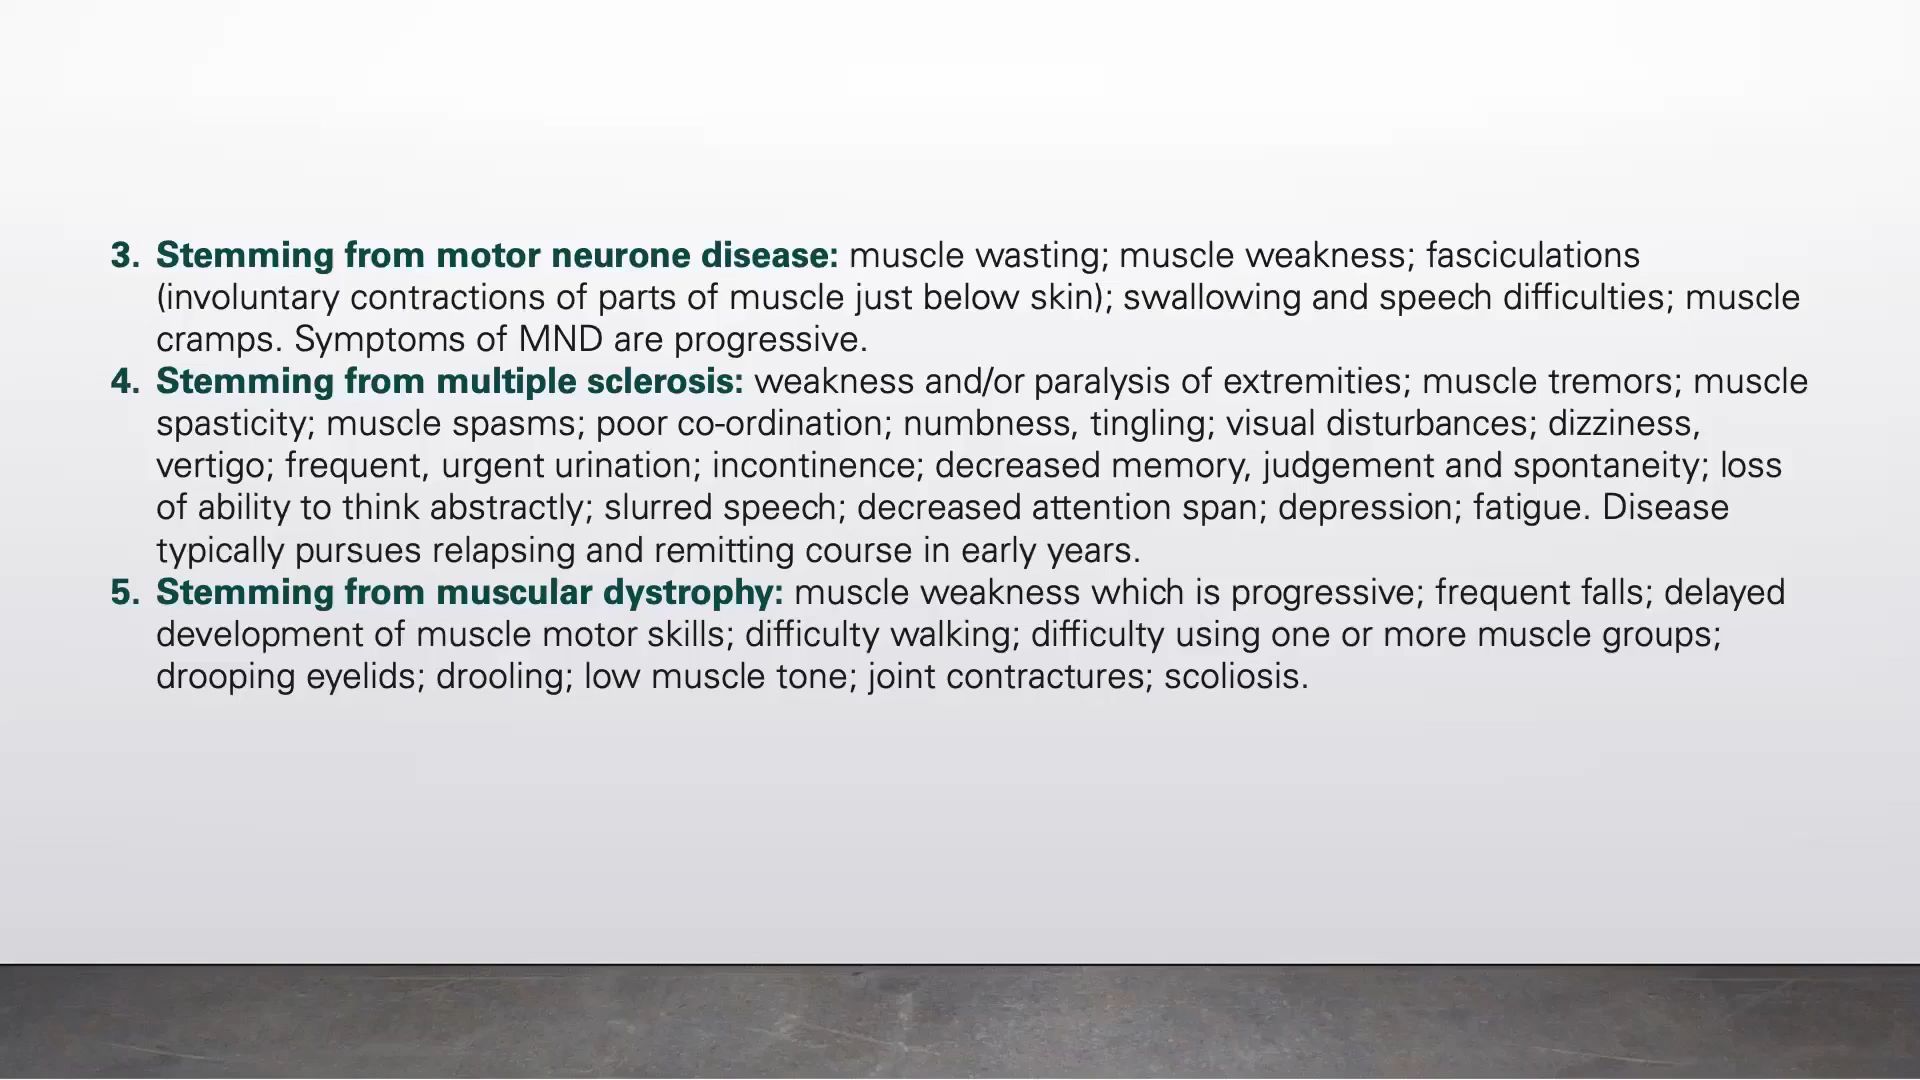 3. Stemming from motor neurone disease: muscle wasting; muscle weakness; fasciculations
(involuntary contractions of parts of muscle just below skin); swallowing and speech difficulties; muscle
cramps. Symptoms of MND are progressive.
4. Stemming from multiple sclerosis: weakness and/or paralysis of extremities; muscle tremors; muscle
spasticity; muscle spasms; poor co-ordination; numbness, tingling; visual disturbances; dizziness,
vertigo; frequent, urgent urination; incontinence; decreased memory, judgement and spontaneity; loss
of ability to think abstractly; slurred speech; decreased attention span; depression; fatigue. Disease
typically pursues relapsing and remitting course in early years.
5. Stemming from muscular dystrophy: muscle weakness which is progressive; frequent falls; delayed
development of muscle motor skills; difficulty walking; difficulty using one or more muscle groups;
drooping eyelids; drooling; low muscle tone; joint contractures; scoliosis.